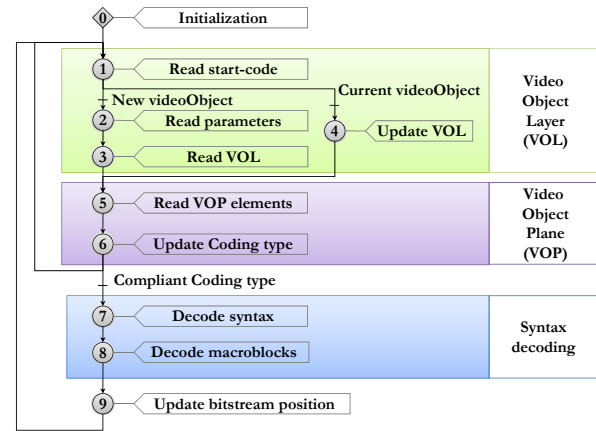 0 Initialization
1 Read start-code
New videoObject
Current videoObject
2 Read parameters
4 Update VOL
3 Read VOL
Video
Object
Layer
(VOL)
5 Read VOP elements
6 Update Coding type
Video
Object
Plane
(VOP)
Compliant Coding type
7 Decode syntax
8 Decode macroblocks
Syntax
decoding
9 Update bitstream position